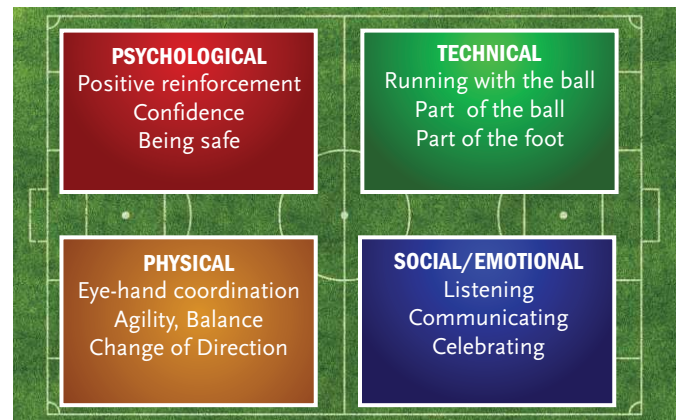 PSYCHOLOGICAL
Positive reinforcement
Confidence
Being safe
TECHNICAL
Running with the ball
Part of the ball
Part of the foot
PHYSICAL
Eye-hand coordination
Agility, Balance
Change of Direction
SOCIAL/EMOTIONAL
Listening
Communicating
Celebrating